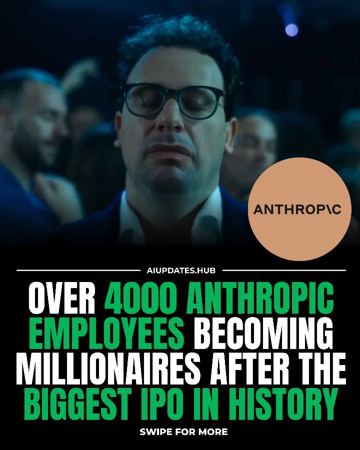 ANTHROP\C
AIUPDATES.HUB
OVER 4000 ANTHROPIC
EMPLOYEES BECOMING
MILLIONAIRES AFTER THE
BIGGEST IPO IN HISTORY
SWIPE FOR MORE